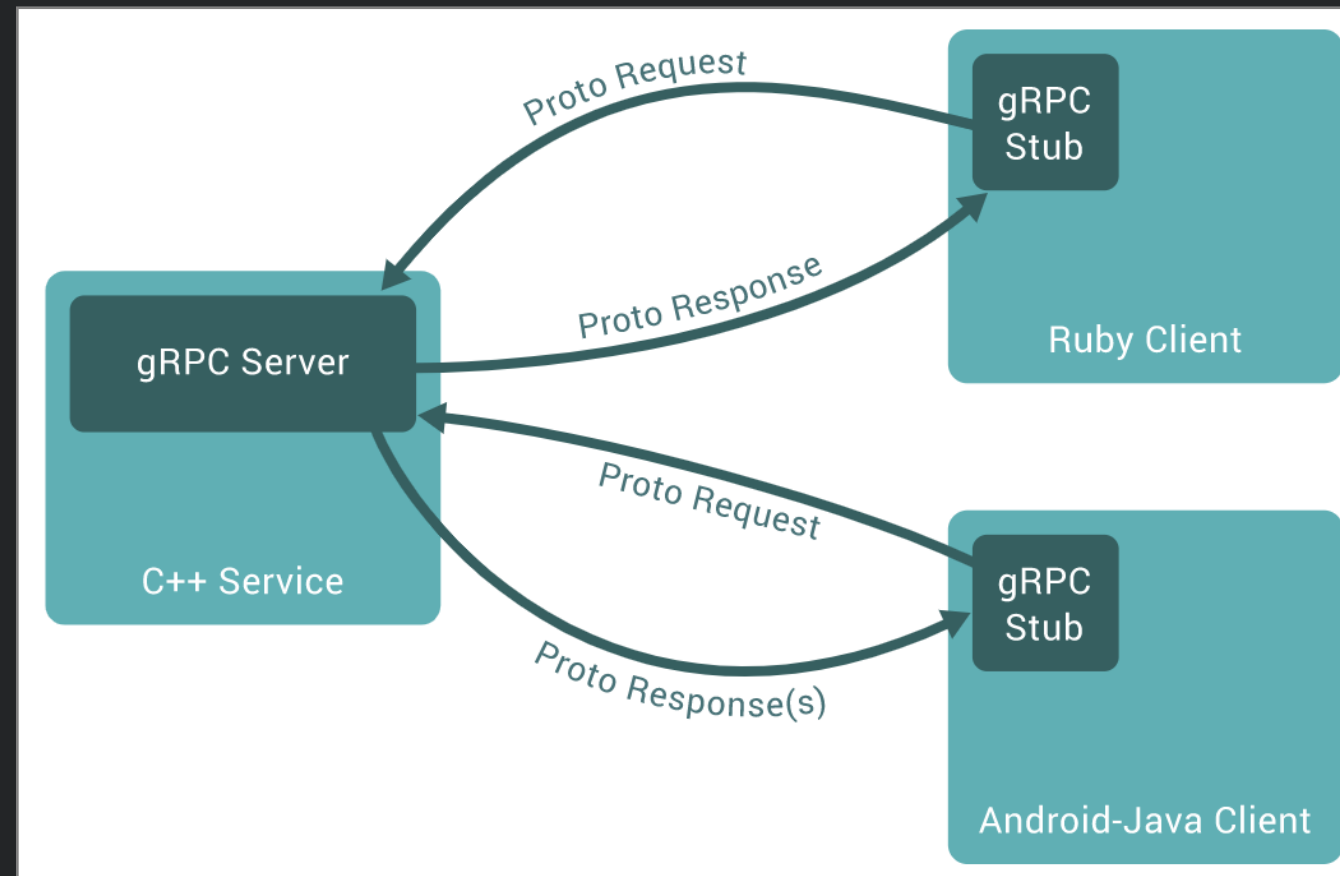 Proto Request
gRPC
Stub
Proto Response
Ruby Client
gRPC Server
C++ Service
Proto Request
gRPC
Stub
Proto Response(s)
Android-Java Client